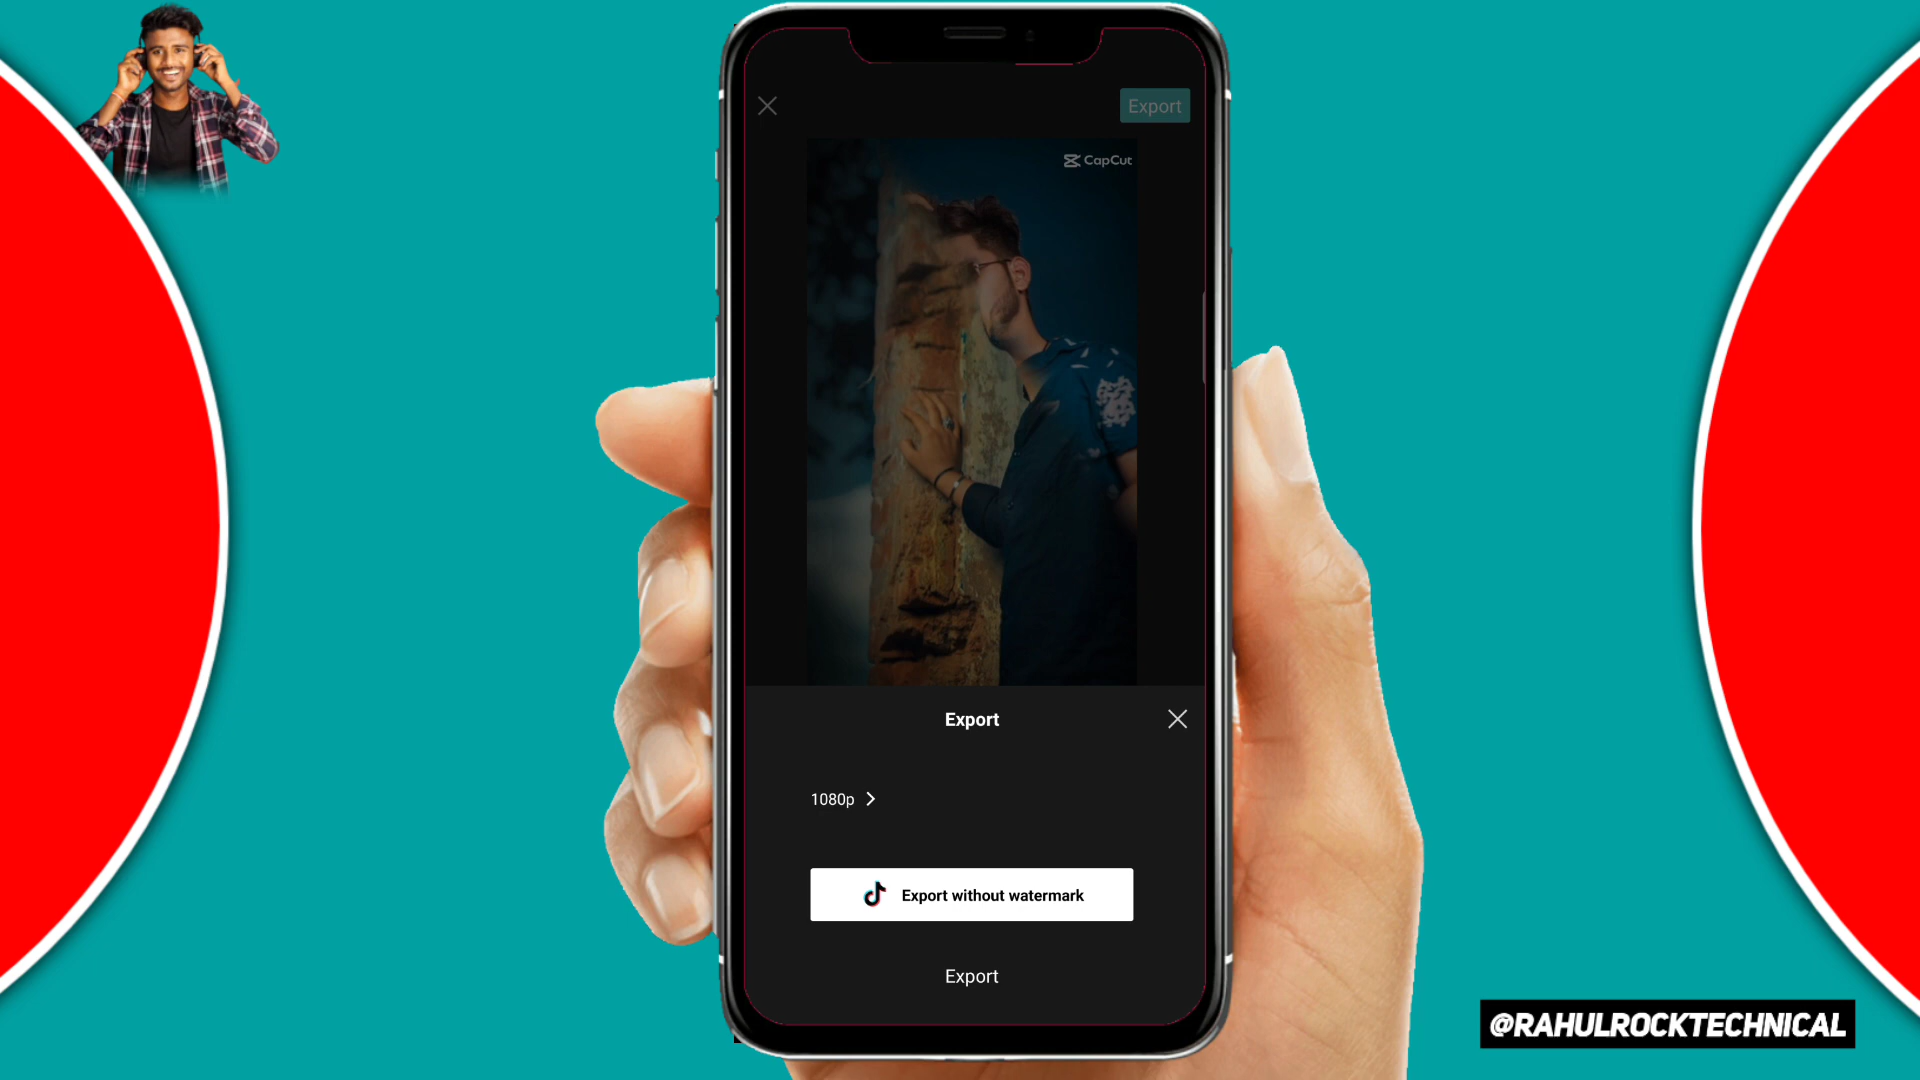 Export
CapCut
Export
1080p
Export without watermark
Export
@RAHULROCKTECHNICAL